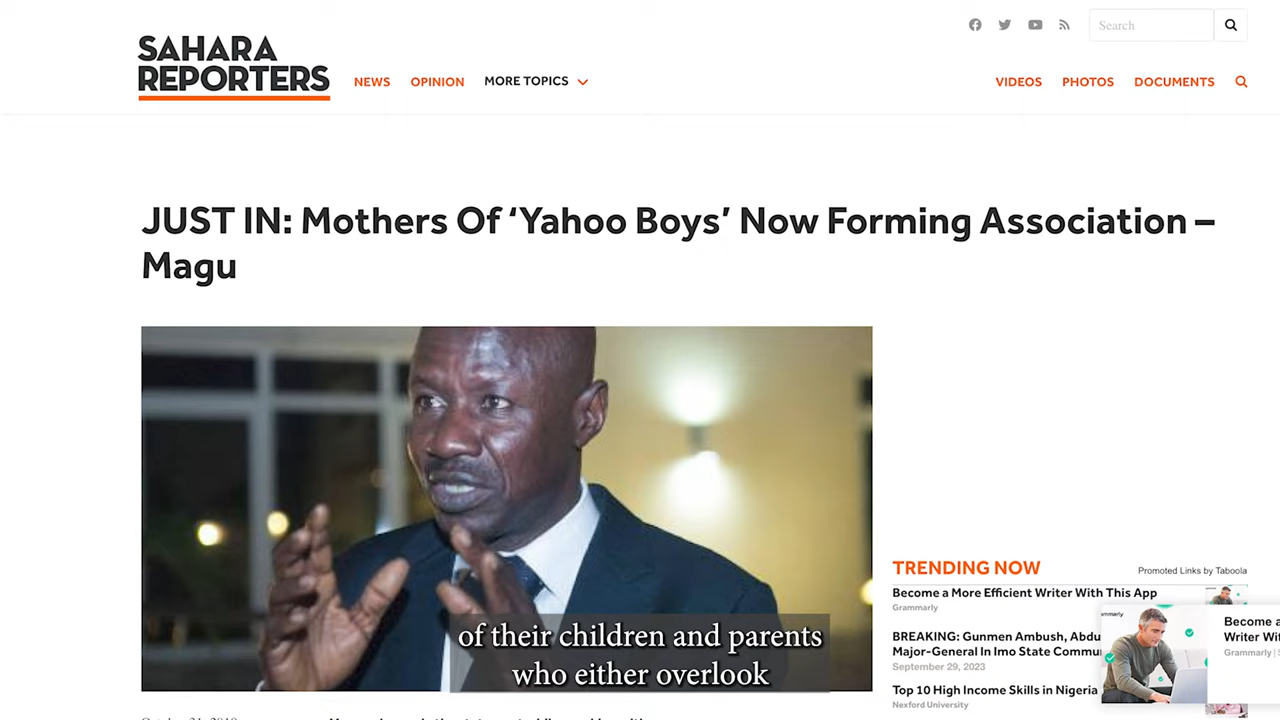 Search
SAHARA
REPORTERS
NEWS OPINION MORE TOPICS
VIDEOS PHOTOS DOCUMENTS
JUST IN: Mothers Of ‘Yahoo Boys’ Now Forming Association –
Magu
of their children and parents
who either overlook
TRENDING NOW
Promoted Links by Taboola
Become a More Efficient Writer With This App
Grammarly
BREAKING: Gunmen Ambush, Abdu
Major-General In Imo State Commu
September 29, 2023
Top 10 High Income Skills in Nigeria
Nexford University
mmarly
Become a
Writer Wi
Grammarly |